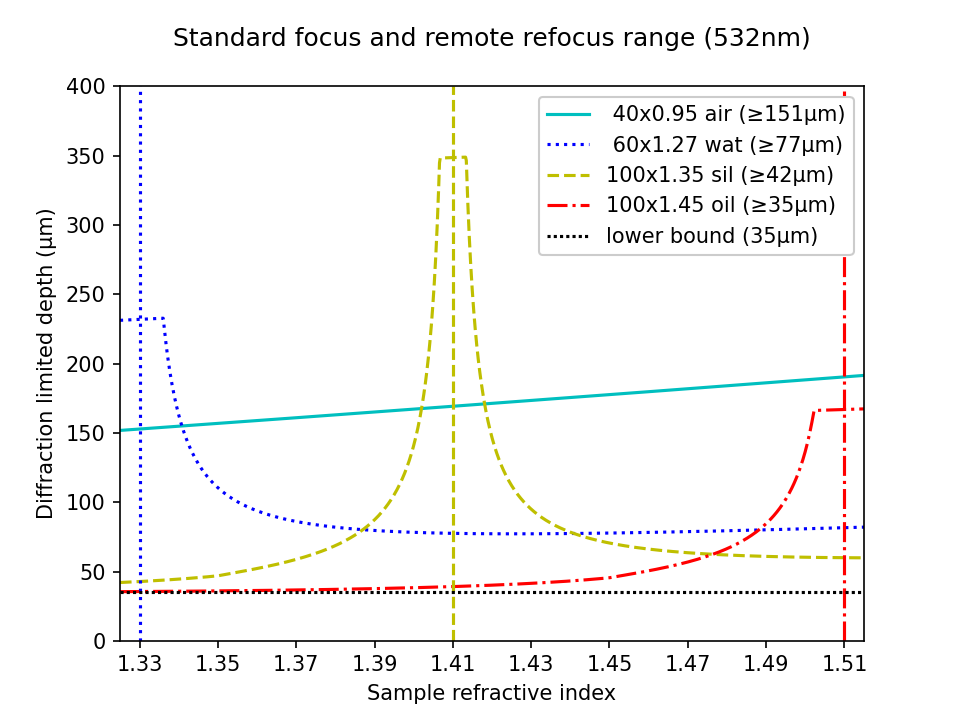 Standard focus and remote refocus range (532nm)
Diffraction limited depth (µm)
400
350
300
250
200
150
100
50
0
40x0.95 air (≥151µm)
60x1.27 wat (≥77µm)
100x1.35 sil (≥42µm)
100x1.45 oil (≥35µm)
lower bound (35µm)
1.33 1.35 1.37 1.39 1.41 1.43 1.45 1.47 1.49 1.51
Sample refractive index